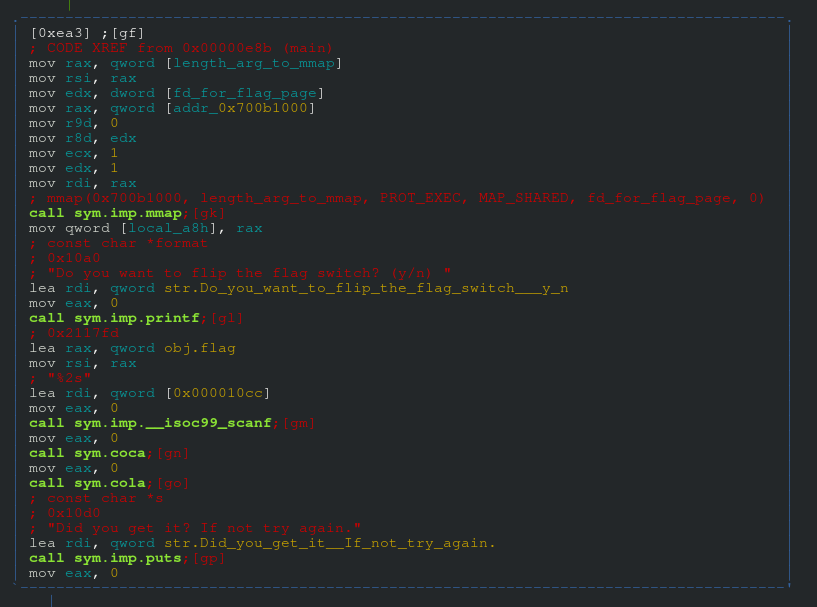 [0xea3] ;[gf]
; CODE XREF from 0x00000e8b (main)
mov rax, qword [length_arg_to_mmap]
mov rsi, rax
mov edx, dword [fd_for_flag_page]
mov rax, qword [addr_0x700b1000]
mov r9d, 0
mov r8d, edx
mov ecx, 1
mov edx, 1
mov rdi, rax
; mmap(0x700b1000, length_arg_to_mmap, PROT_EXEC, MAP_SHARED, fd_for_flag_page, 0)
call sym.imp.mmap;[gk]
mov qword [local_a8h], rax
; const char *format
; 0x10a0
; "Do you want to flip the flag switch? (y/n) "
lea rdi, qword str.Do_you_want_to_flip_the_flag_switch___y_n
mov eax, 0
call sym.imp.printf;[gl]
; 0x2117fd
lea rax, qword obj.flag
mov rsi, rax
; "%2s"
lea rdi, qword [0x000010cc]
mov eax, 0
call sym.imp.__isoc99_scanf;[gm]
mov eax, 0
call sym.coca;[gn]
mov eax, 0
call sym.cola;[go]
; const char *s
; 0x10d0
; "Did you get it? If not try again."
lea rdi, qword str.Did_you_get_it__If_not_try_again.
call sym.imp.puts;[gp]
mov eax, 0